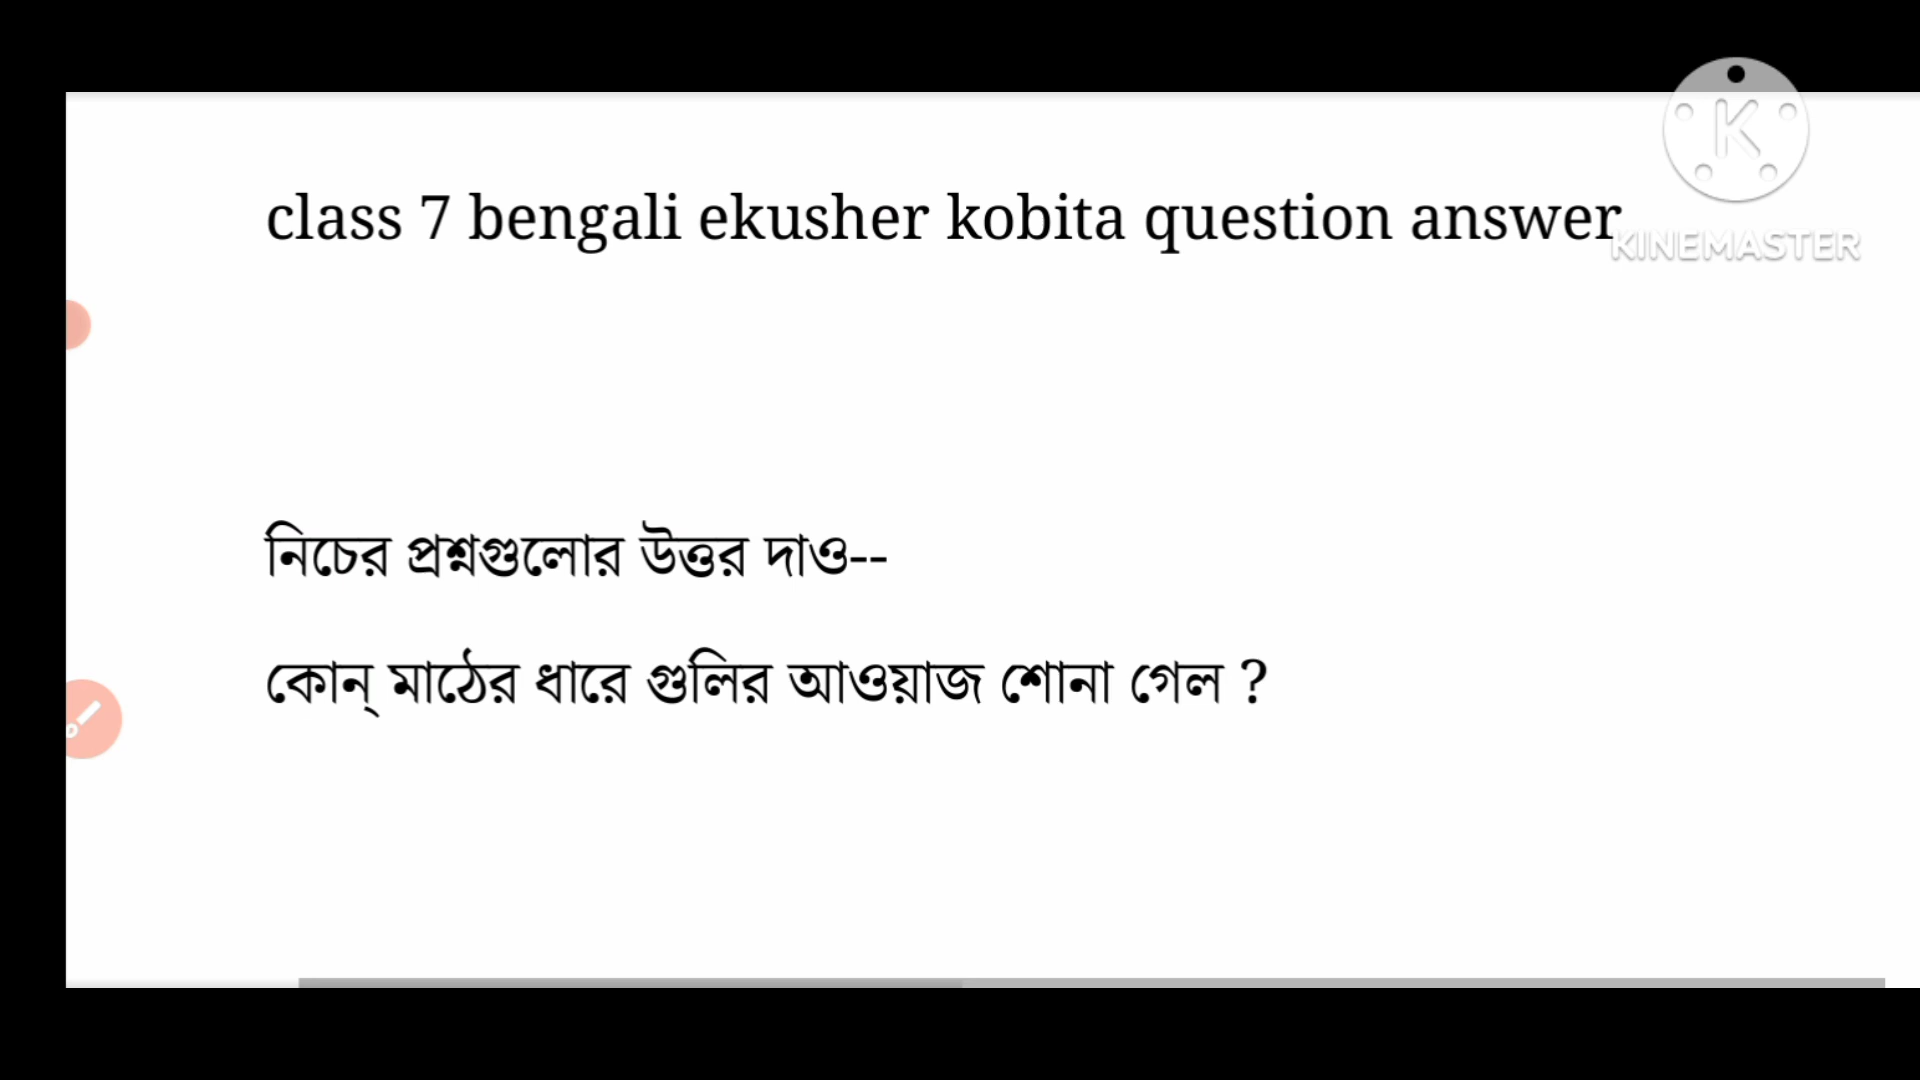 class 7 bengali ekusher kobita question answer
K
KINEMASTER
নিচের প্রশ্নগুলোর উত্তর দাও--
কোন্ মাঠের ধারে গুলির আওয়াজ শোনা গেল ?